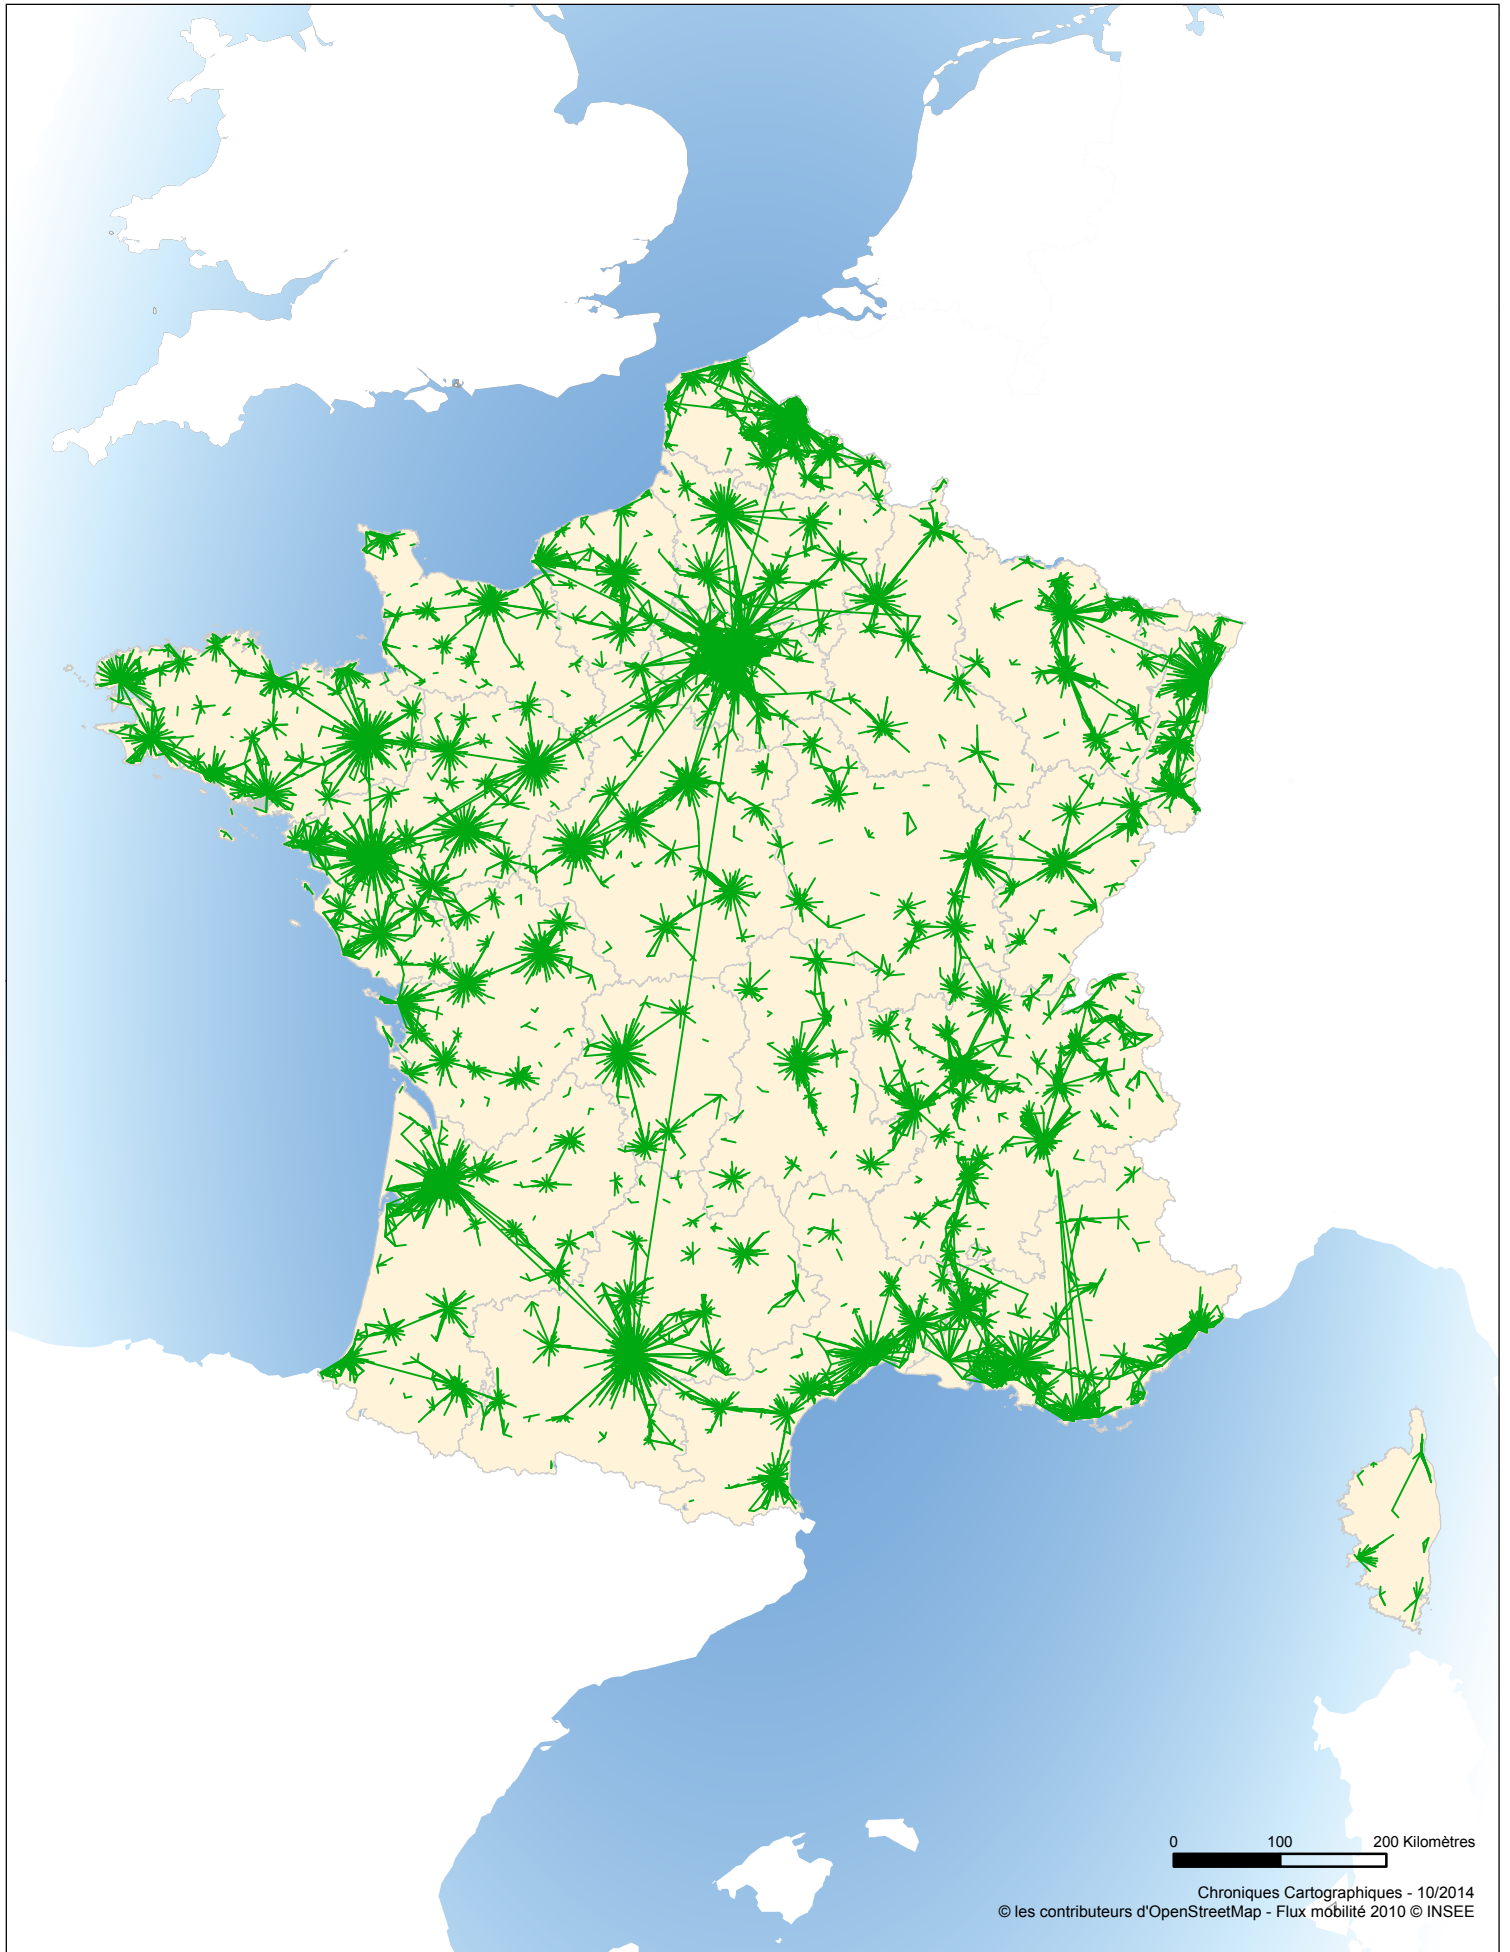 0 100 200 Kilomètres
Chroniques Cartographiques - 10/2014
© les contributeurs d'OpenStreetMap - Flux mobilité 2010 © INSEE